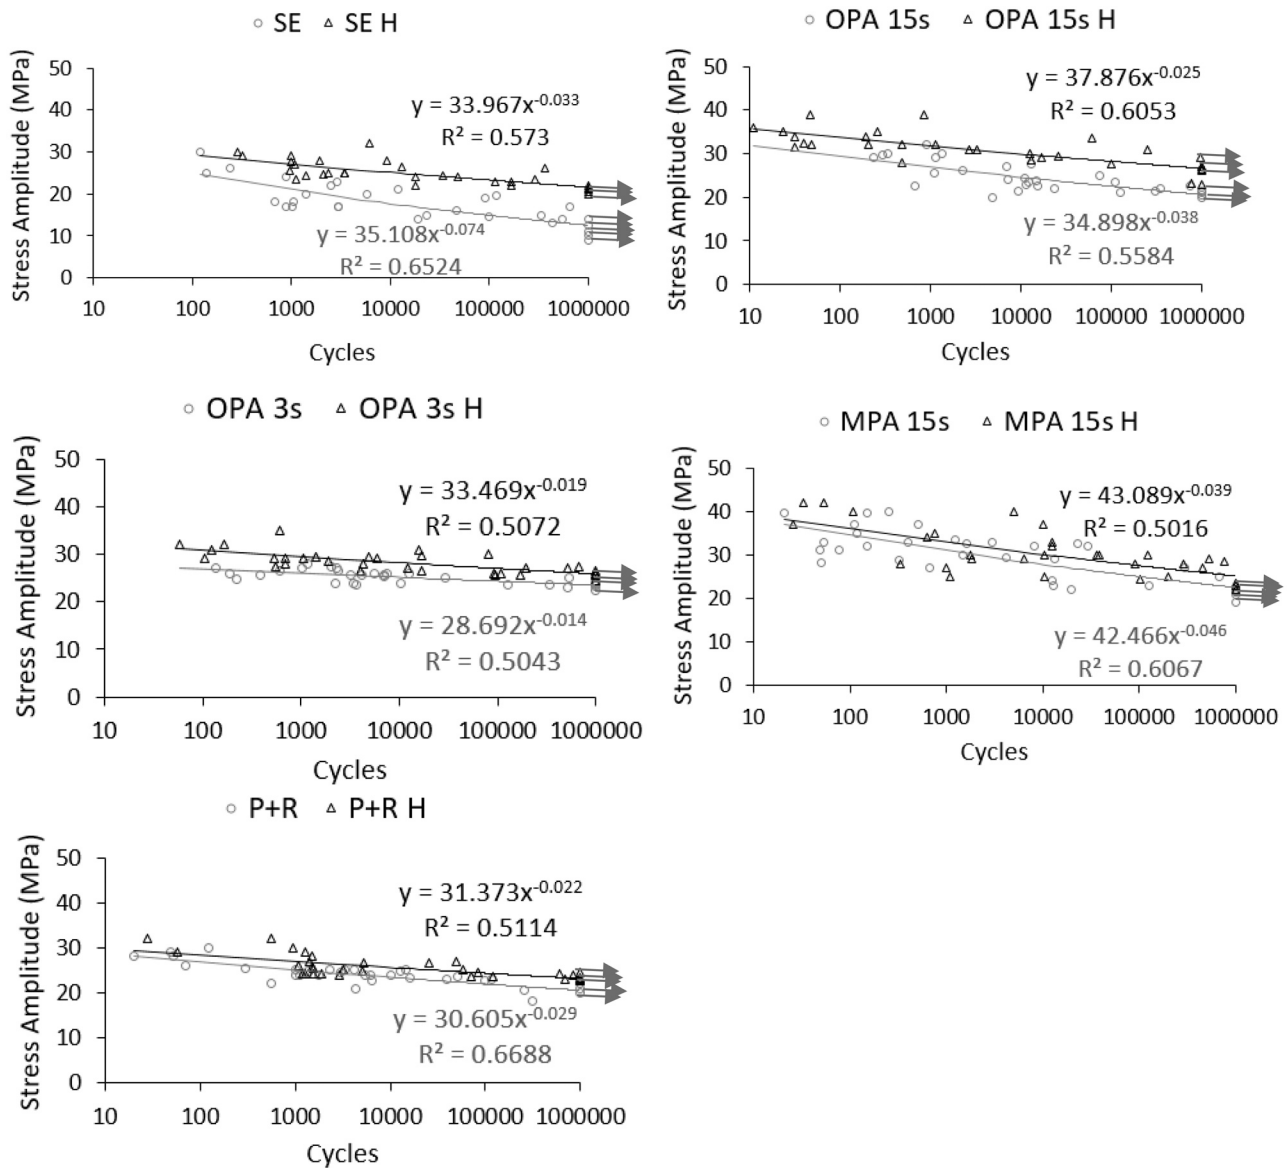 SE SE H
Stress Amplitude (MPa)
50
40
30
20
10
0
y = 33.967x^-0.033
R² = 0.573
y = 35.108x^-0.074
R² = 0.6524
10 100 1000 10000 100000 1000000
Cycles
OPA 15s OPA 15s H
Stress Amplitude (MPa)
50
40
30
20
10
0
y = 37.876x^-0.025
R² = 0.6053
y = 34.898x^-0.038
R² = 0.5584
10 100 1000 10000 100000 1000000
Cycles
OPA 3s OPA 3s H
Stress Amplitude (MPa)
50
40
30
20
10
0
y = 33.469x^-0.019
R² = 0.5072
y = 28.692x^-0.014
R² = 0.5043
10 100 1000 10000 100000 1000000
Cycles
MPA 15s MPA 15s H
Stress Amplitude (MPa)
50
40
30
20
10
0
y = 43.089x^-0.039
R² = 0.5016
y = 42.466x^-0.046
R² = 0.6067
10 100 1000 10000 100000 1000000
Cycles
P+R P+R H
Stress Amplitude (MPa)
50
40
30
20
10
0
y = 31.373x^-0.022
R² = 0.5114
y = 30.605x^-0.029
R² = 0.6688
10 100 1000 10000 100000 1000000
Cycles